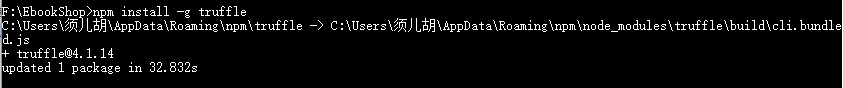 F:\EbookShop>npm install -g truffle
C:\Users\须儿胡\AppData\Roaming\npm\truffle -> C:\Users\须儿胡\AppData\Roaming\npm\node_modules\truffle\build\cli.bundle
d.js
+ truffle@4.1.14
updated 1 package in 32.832s